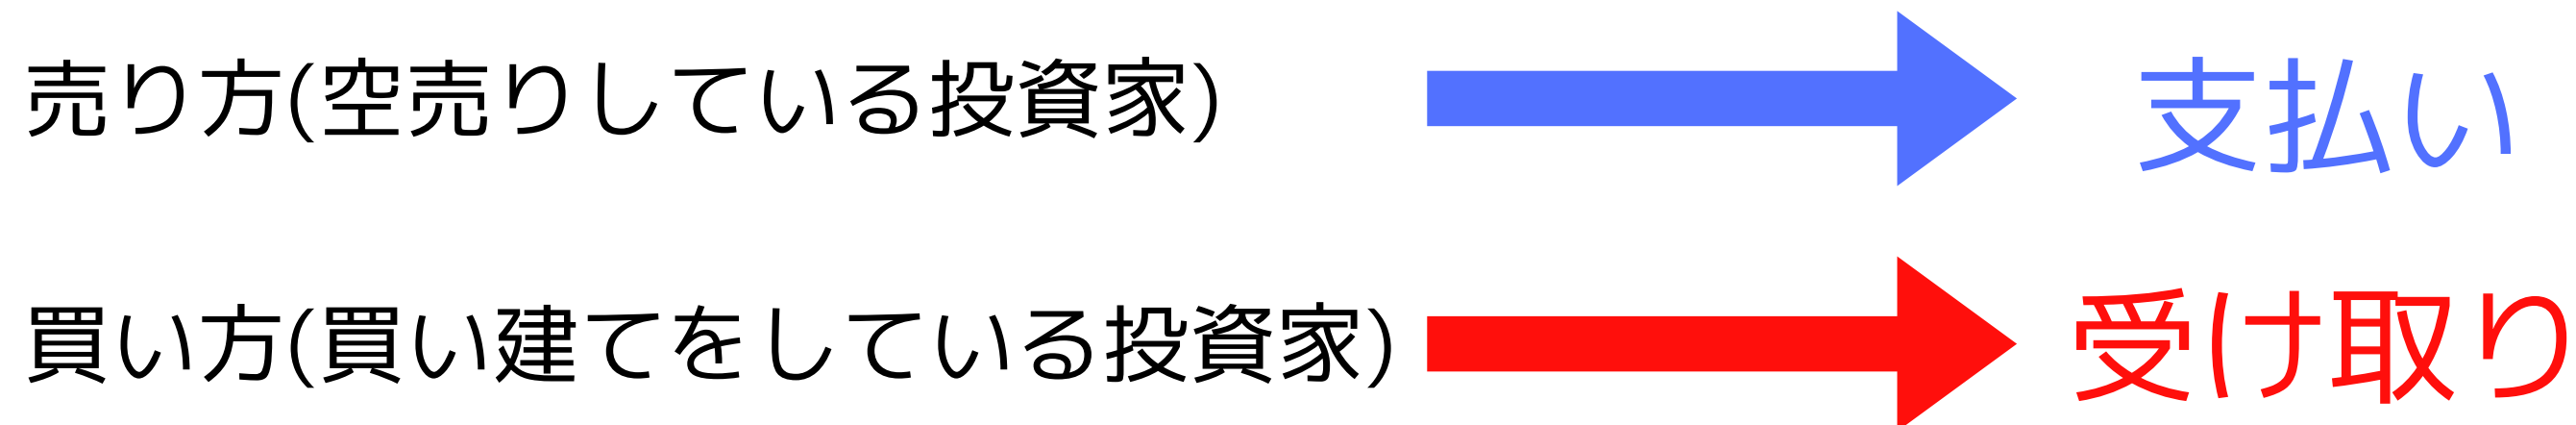 売り方(空売りしている投資家) 支払い
買い方(買い建てをしている投資家) 受け取り